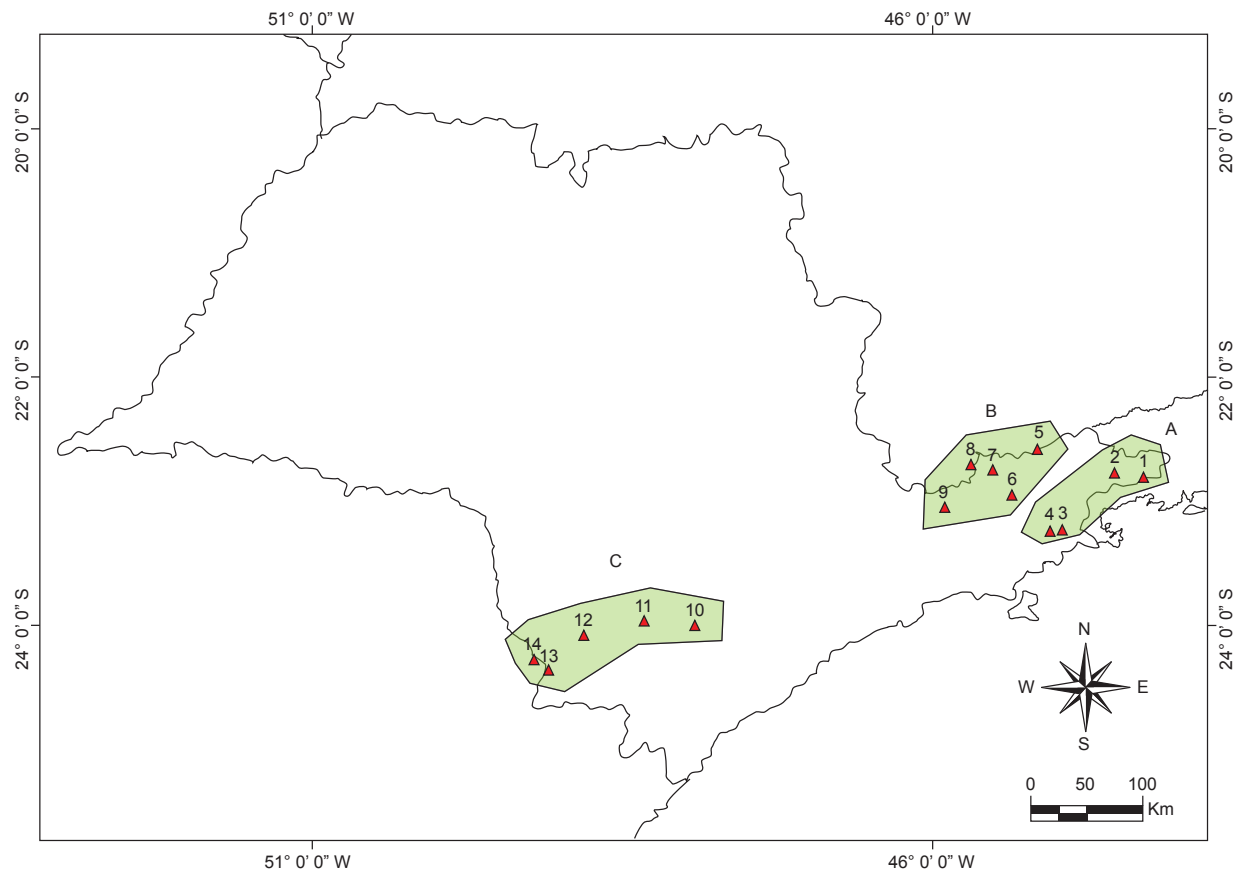 51° 0' 0" W 46° 0' 0" W
20° 0' 0" S 20° 0' 0" S
22° 0' 0" S 22° 0' 0" S
B
A
5
8
7
2
1
6
9
4 3
C
11
10
12
24° 0' 0" S 24° 0' 0" S
14
13
N
W E
S
0 50 100
Km
51° 0' 0" W 46° 0' 0" W